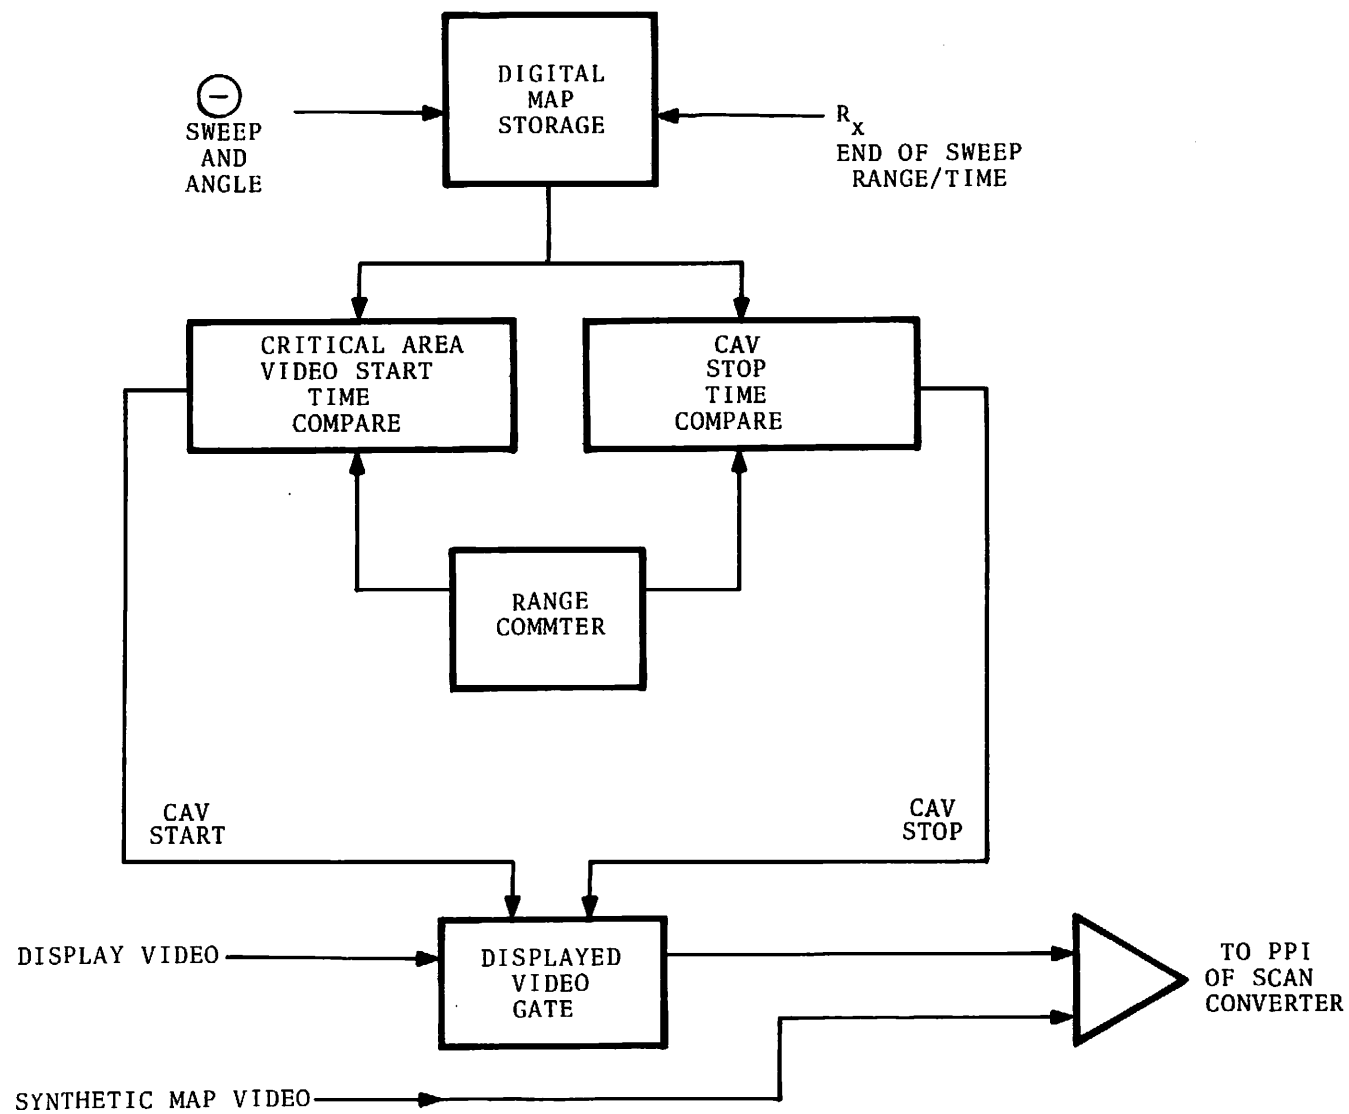 DIGITAL
MAP
STORAGE
SWEEP
AND
ANGLE
Rx
END OF SWEEP
RANGE/TIME
CRITICAL AREA
VIDEO START
TIME
COMPARE
CAV
STOP
TIME
COMPARE
RANGE
COMMTER
CAV
START
CAV
STOP
DISPLAY VIDEO
DISPLAYED
VIDEO
GATE
TO PPI
OF SCAN
CONVERTER
SYNTHETIC MAP VIDEO